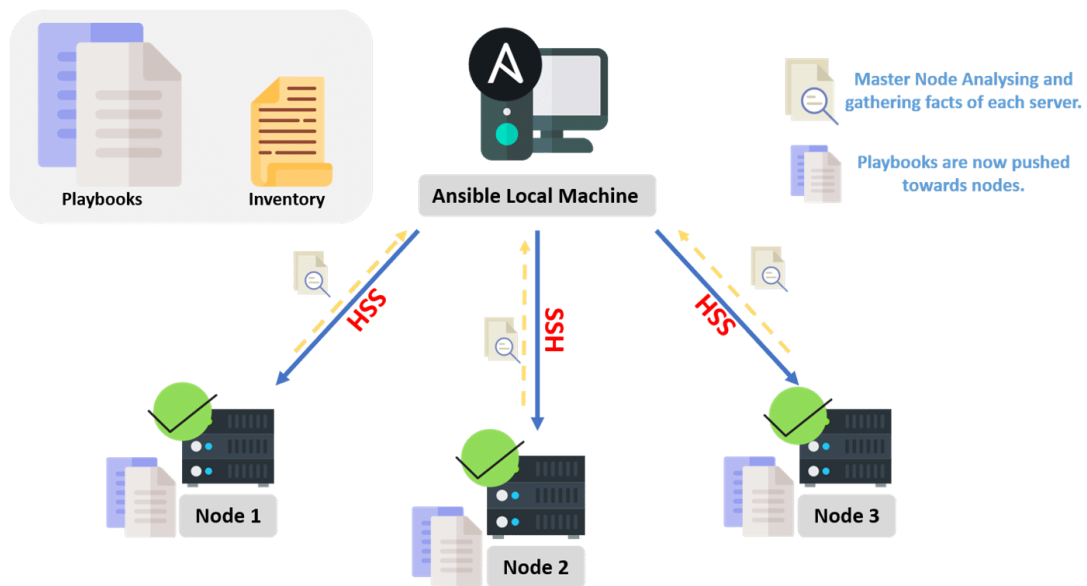 Master Node Analysing and
gathering facts of each server.
Playbooks are now pushed
towards nodes.
Playbooks
Inventory
Ansible Local Machine
SSH
SSH
SSH
Node 1
Node 2
Node 3